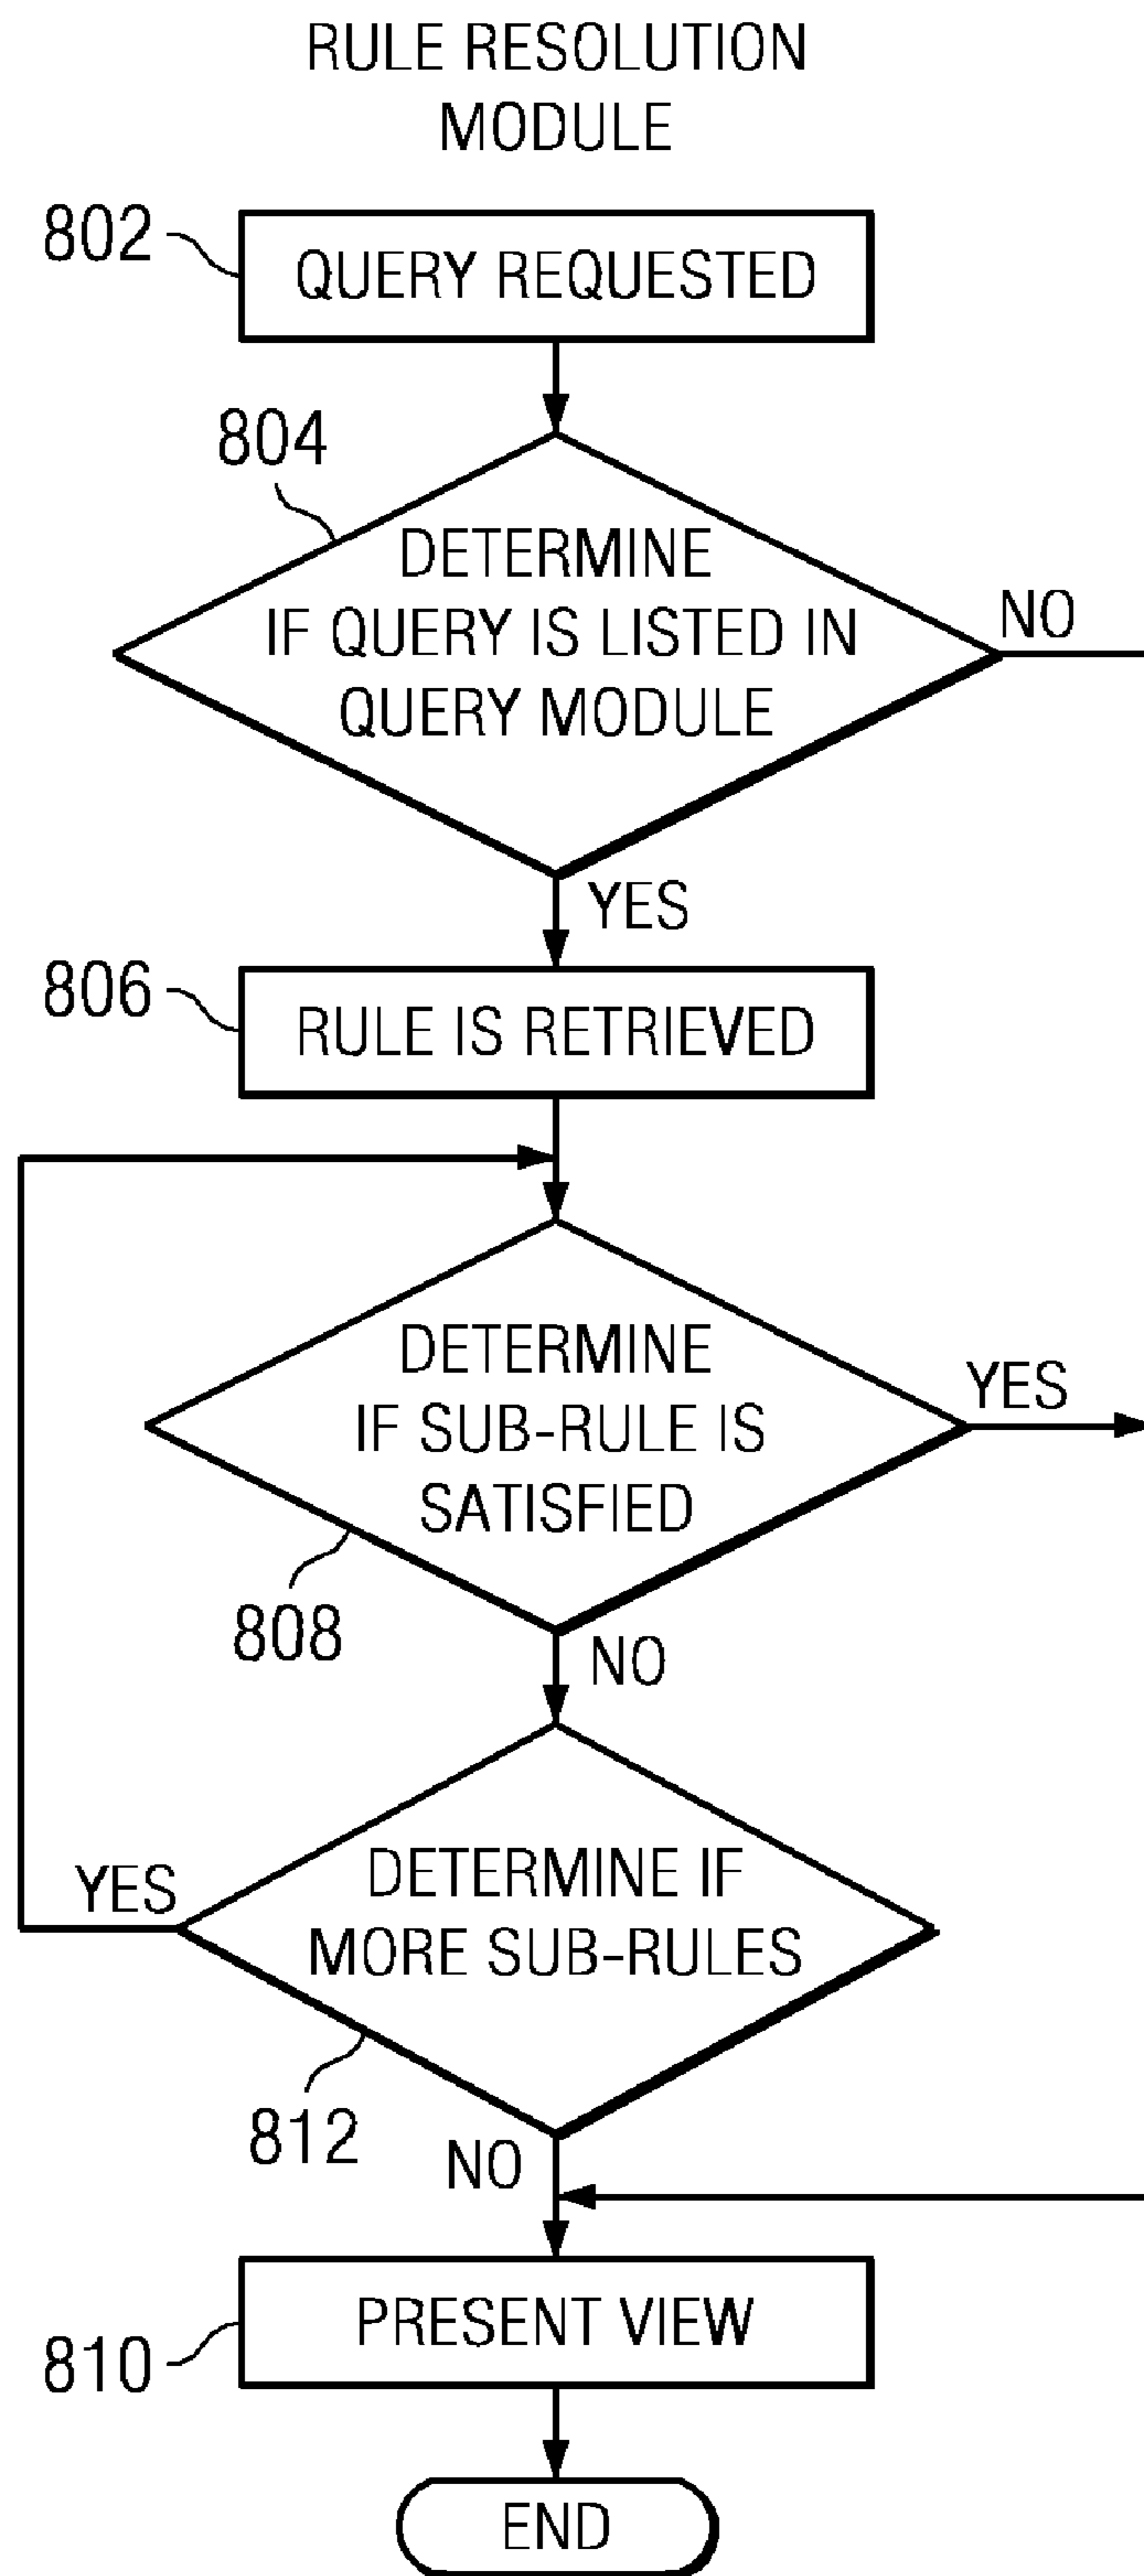 RULE RESOLUTION
MODULE
802
QUERY REQUESTED
804
DETERMINE
IF QUERY IS LISTED IN
QUERY MODULE
NO
YES
806
RULE IS RETRIEVED
DETERMINE
IF SUB-RULE IS
SATISFIED
YES
808
NO
DETERMINE IF
MORE SUB-RULES
YES
812
NO
PRESENT VIEW
810
END